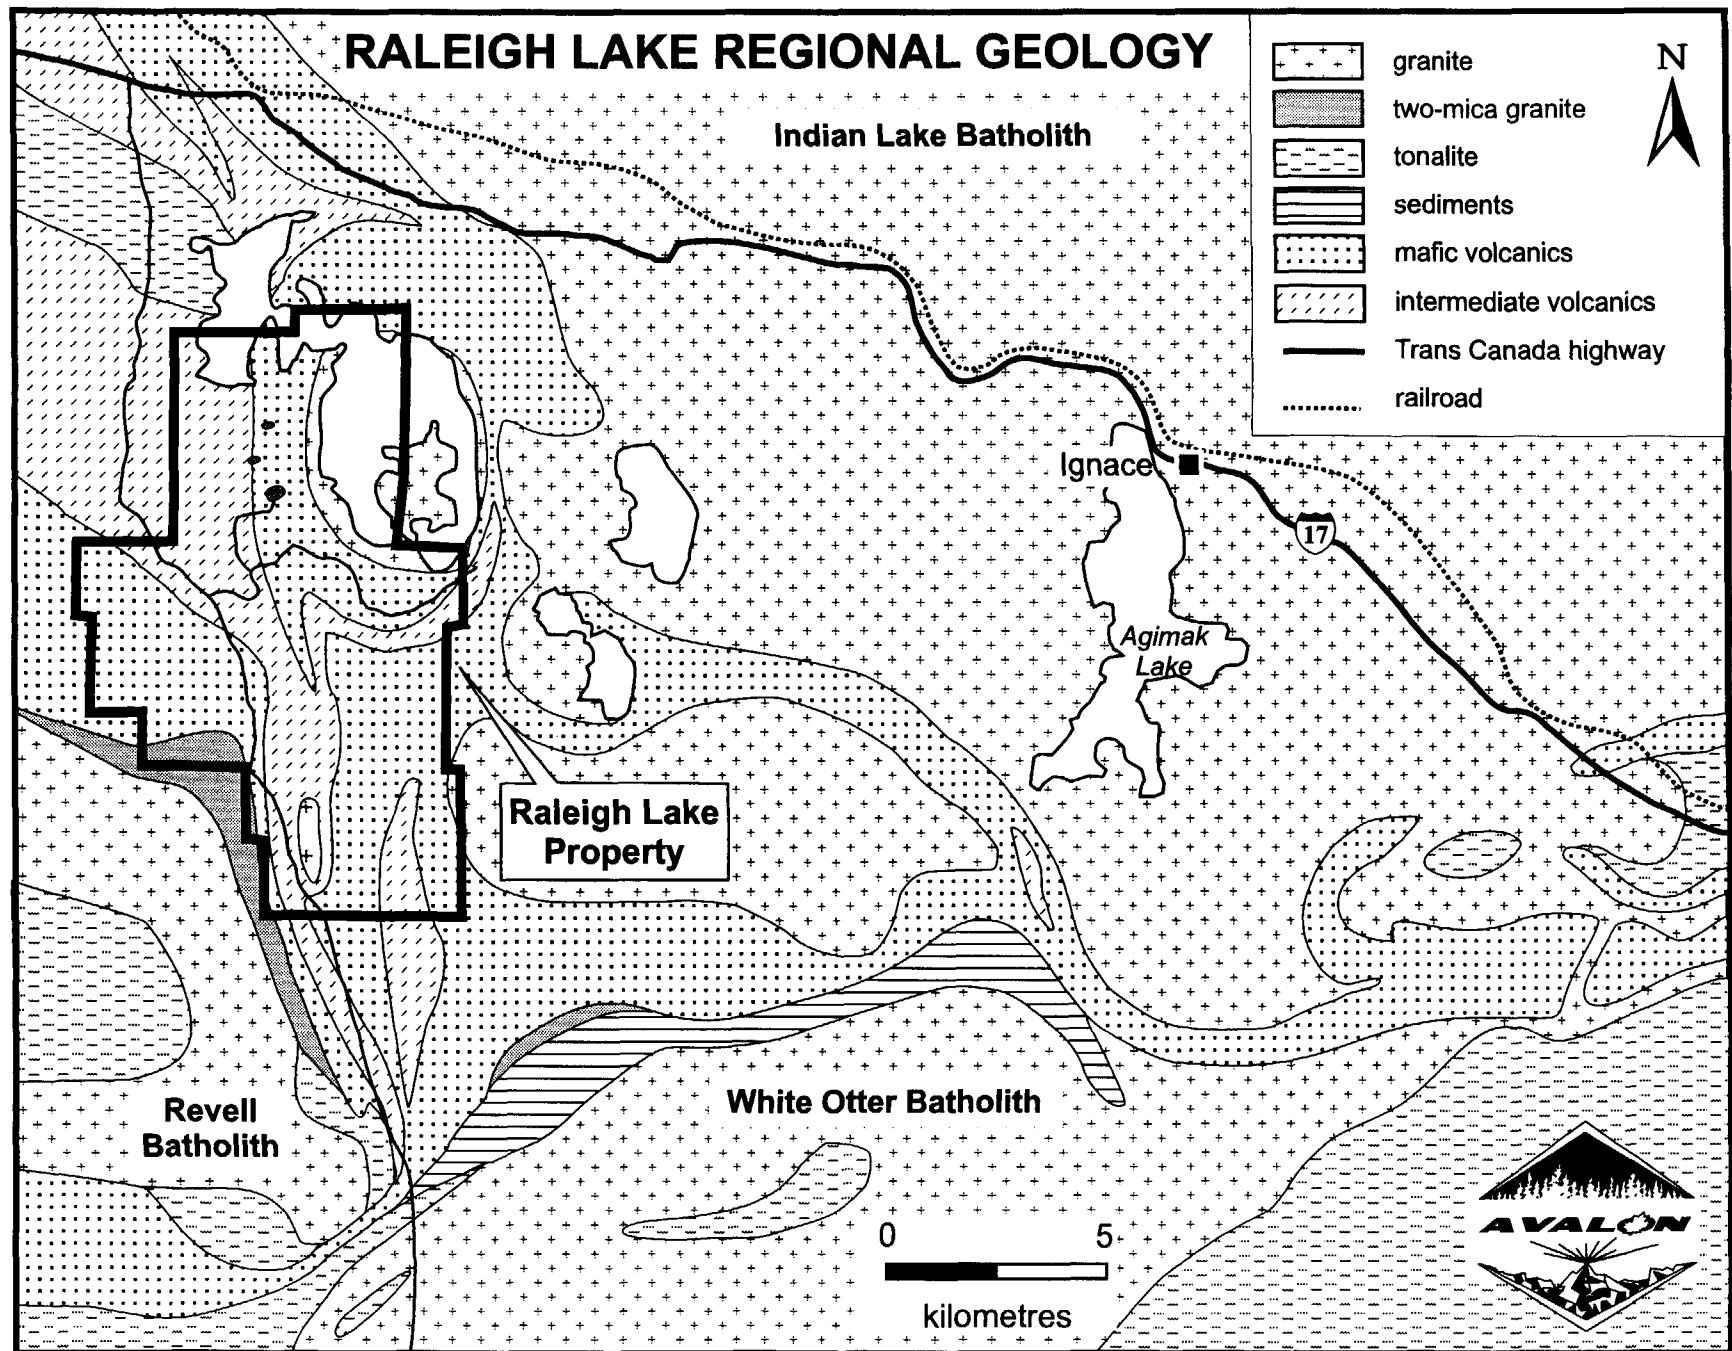 RALEIGH LAKE REGIONAL GEOLOGY
granite
two-mica granite
tonalite
sediments
mafic volcanics
intermediate volcanics
Trans Canada highway
railroad
N
Indian Lake Batholith
Ignace
17
Agimak
Lake
Raleigh Lake
Property
White Otter Batholith
Revell
Batholith
0 5
kilometres
AVALON